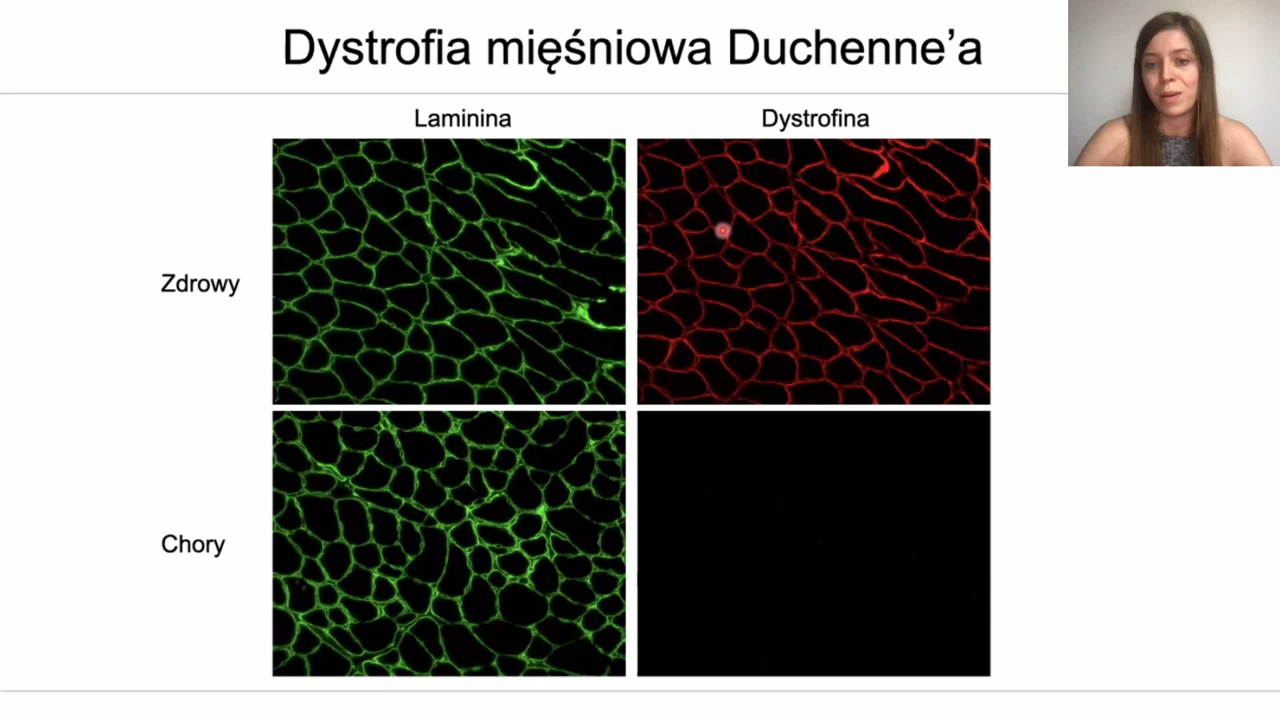 Dystrofia mięśniowa Duchenne’a
Laminina
Dystrofina
Zdrowy
Chory